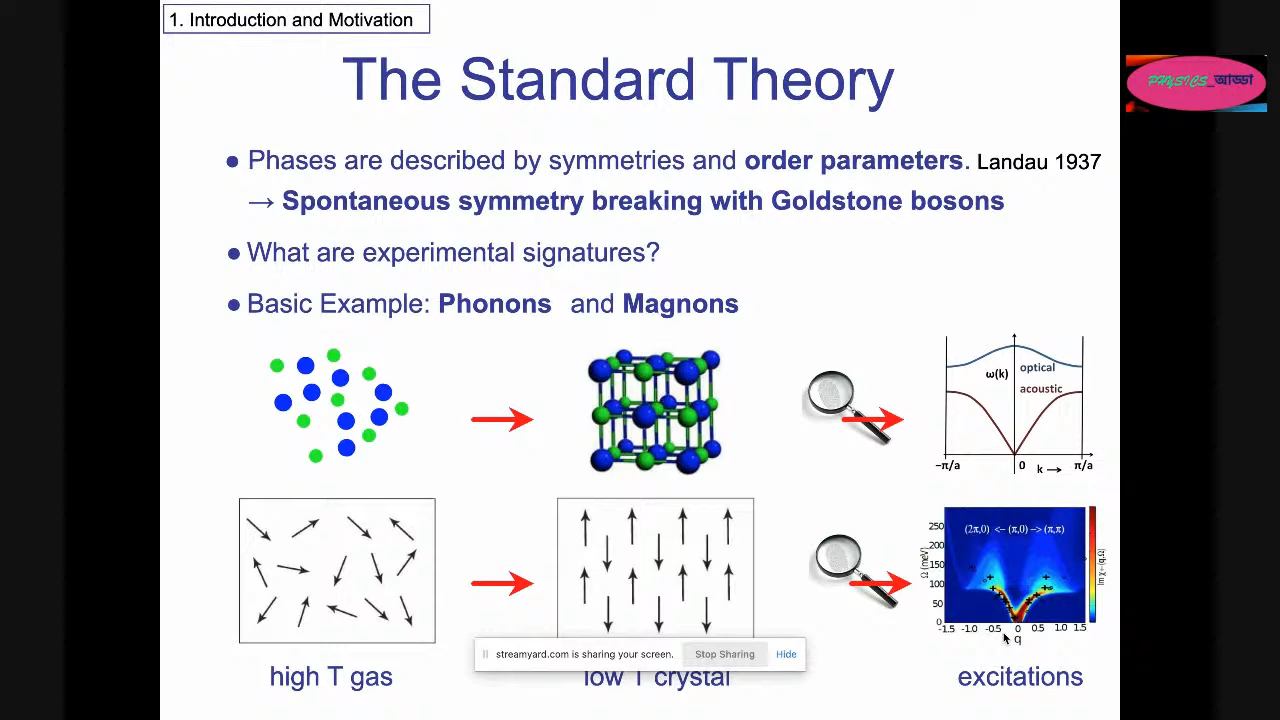 1. Introduction and Motivation
The Standard Theory
PHYSICS_আড্ডা
• Phases are described by symmetries and order parameters. Landau 1937
→ Spontaneous symmetry breaking with Goldstone bosons
• What are experimental signatures?
• Basic Example: Phonons and Magnons
ω(k)
optical
acoustic
−π/a
0
k
π/a
(2π,0) <− (π,0) −> (π,π)
Ω (meV)
250
200
150
100
50
0
-1.5 -1.0 -0.5 0 0.5 1.0 1.5
q
streamyard.com is sharing your screen.
Stop Sharing
Hide
high T gas
low T crystal
excitations